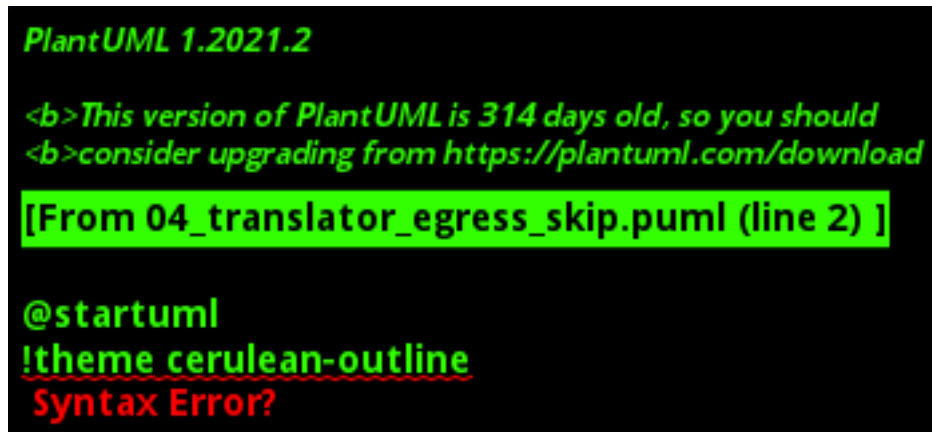 PlantUML 1.2021.2
<b>This version of PlantUML is 314 days old, so you should
<b>consider upgrading from https://plantuml.com/download
[From 04_translator_egress_skip.puml (line 2) ]
@startuml
!theme cerulean-outline
Syntax Error?